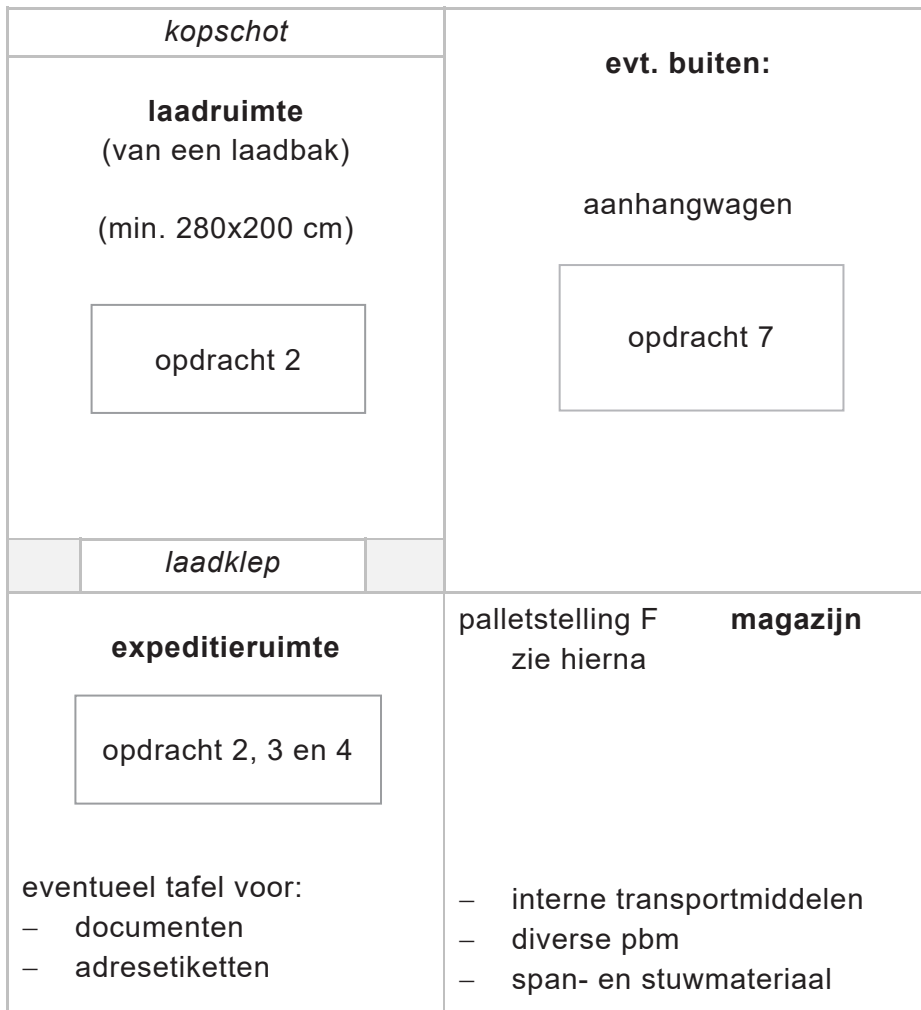 kopschot
laadruimte
(van een laadbak)
(min. 280x200 cm)
opdracht 2
evt. buiten:
aanhangwagen
opdracht 7
laadklep
expeditieruimte
opdracht 2, 3 en 4
eventueel tafel voor:
– documenten
– adresetiketten
palletstelling F magazijn
zie hierna
– interne transportmiddelen
– diverse pbm
– span- en stuwmateriaal